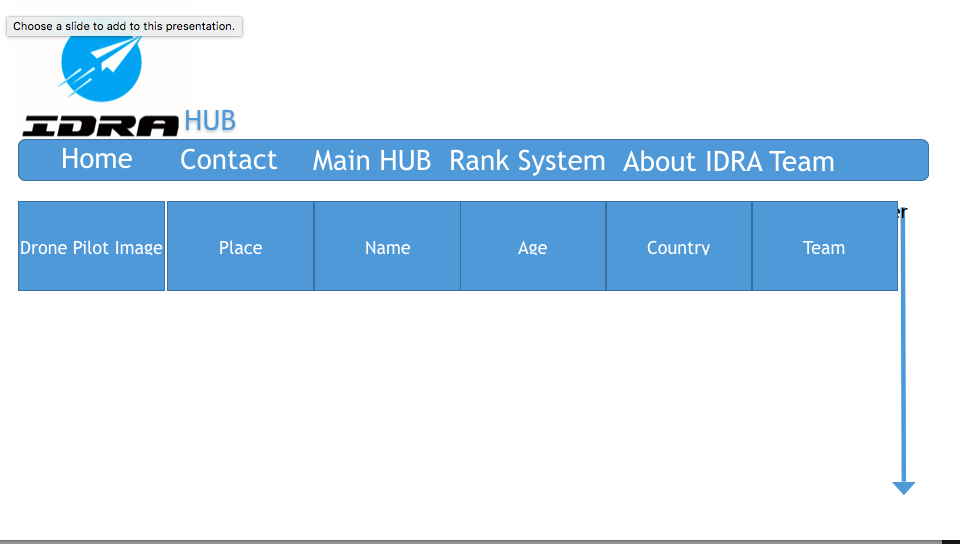 Choose a slide to add to this presentation.
IDRA HUB
Home Contact Main HUB Rank System About IDRA Team
Drone Pilot Image Place Name Age Country Team